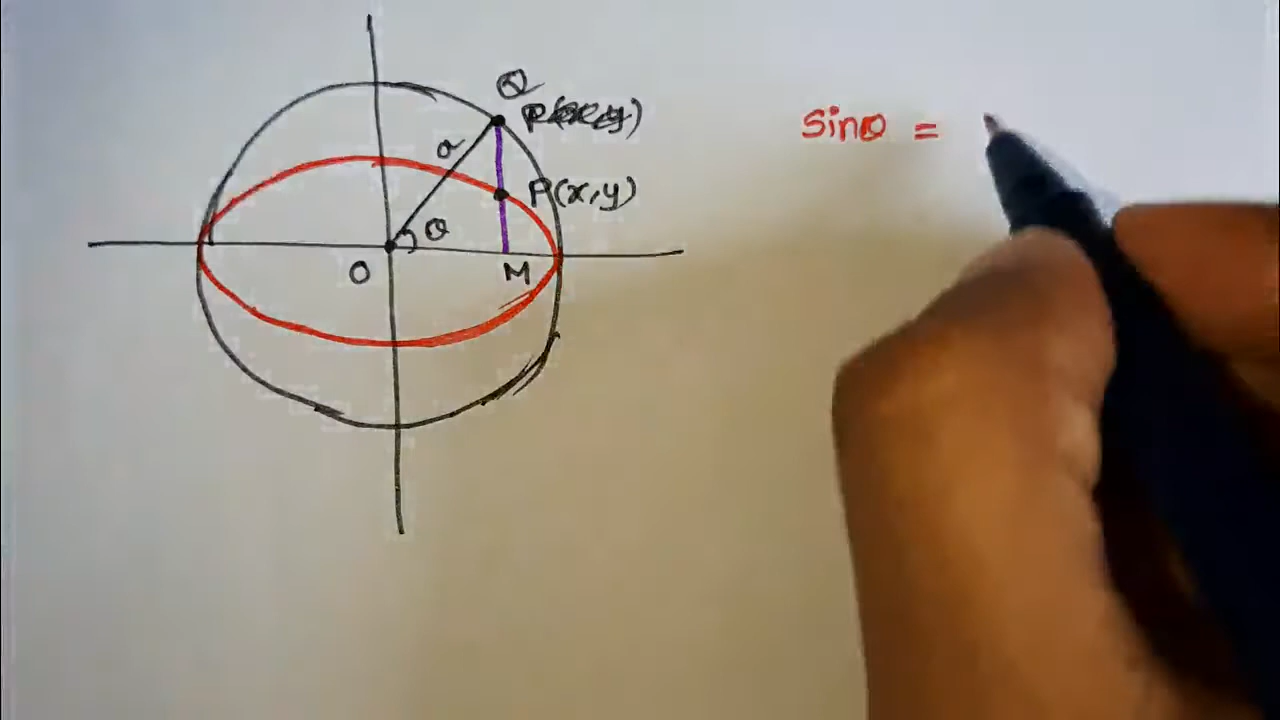 Q
sinθ =
a
P(x,y)
θ
O
M